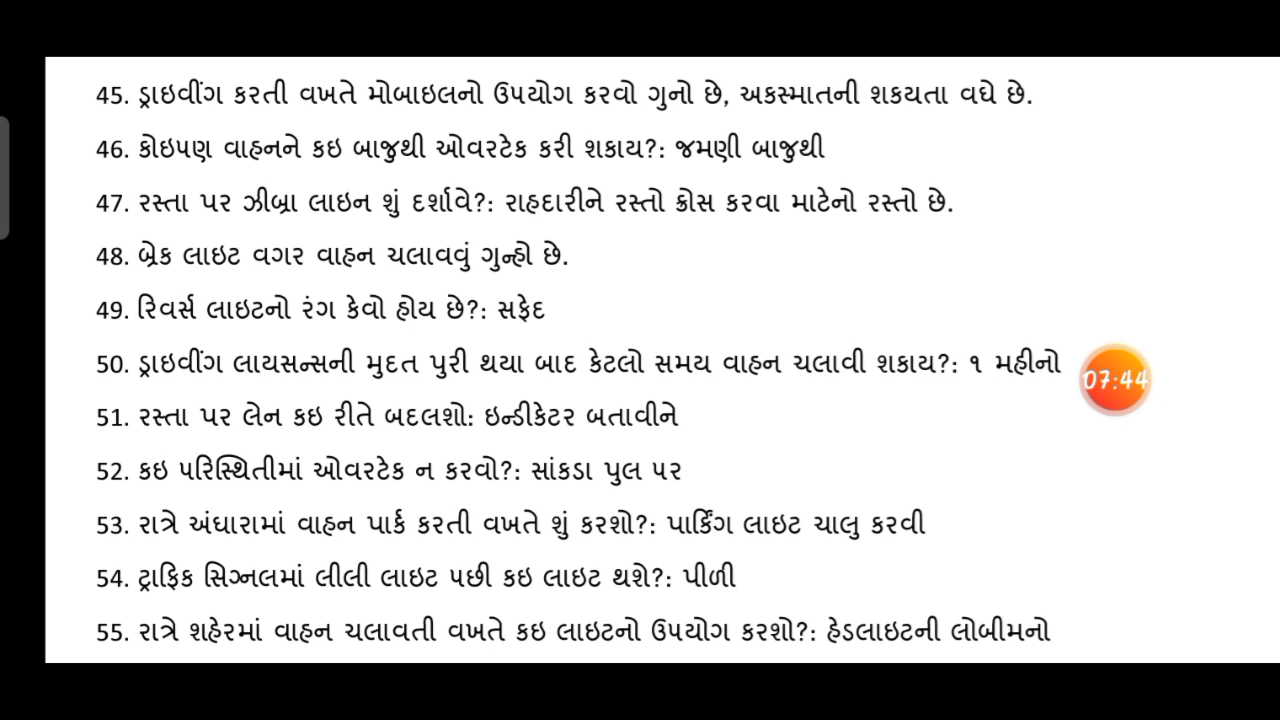 45. ડ્રાઇવીંગ કરતી વખતે મોબાઇલનો ઉપયોગ કરવો ગુનો છે, અકસ્માતની શકયતા વધે છે.
46. કોઇપણ વાહનને કઇ બાજુથી ઓવરટેક કરી શકાય?: જમણી બાજુથી
47. રસ્તા પર ઝીબ્રા લાઇન શું દર્શાવે?: રાહદારીને રસ્તો ક્રોસ કરવા માટેનો રસ્તો છે.
48. બ્રેક લાઇટ વગર વાહન ચલાવવું ગુન્હો છે.
49. રિવર્સ લાઇટનો રંગ કેવો હોય છે?: સફેદ
50. ડ્રાઇવીંગ લાયસન્સની મુદત પુરી થયા બાદ કેટલો સમય વાહન ચલાવી શકાય?: ૧ મહીનો
07:44
51. રસ્તા પર લેન કઇ રીતે બદલશો: ઇન્ડીકેટર બતાવીને
52. કઇ પરિસ્થિતીમાં ઓવરટેક ન કરવો?: સાંકડા પુલ પર
53. રાત્રે અંધારામાં વાહન પાર્ક કરતી વખતે શું કરશો?: પાર્કિંગ લાઇટ ચાલુ કરવી
54. ટ્રાફિક સિગ્નલમાં લીલી લાઇટ પછી કઇ લાઇટ થશે?: પીળી
55. રાત્રે શહેરમાં વાહન ચલાવતી વખતે કઇ લાઇટનો ઉપયોગ કરશો?: હેડલાઇટની લોબીમનો